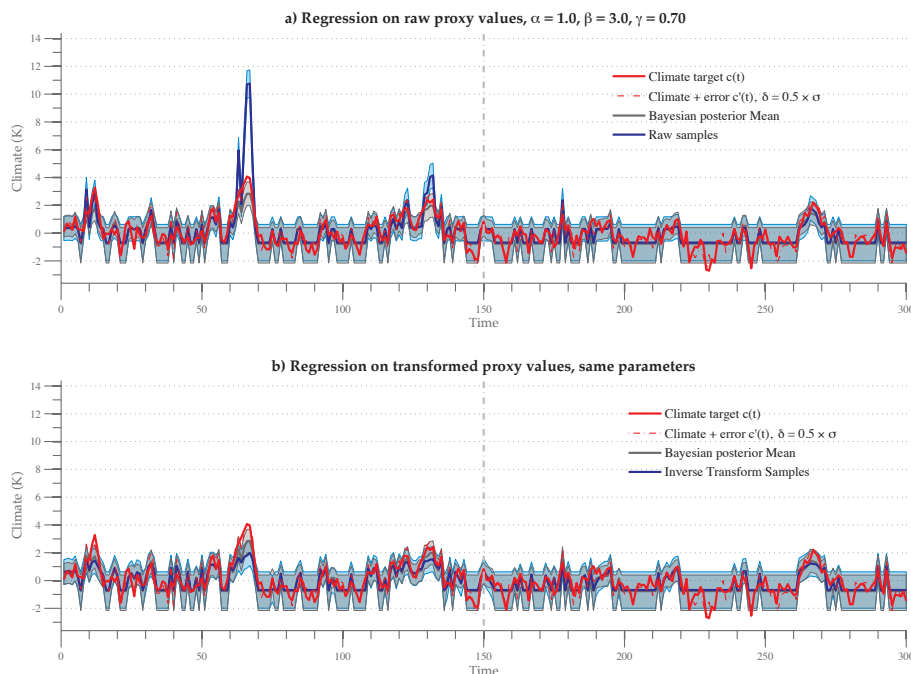 a) Regression on raw proxy values, α = 1.0, β = 3.0, γ = 0.70
14
12
10
8
6
4
2
0
-2
Climate (K)
Climate target c(t)
Climate + error c'(t), δ = 0.5 × σ
Bayesian posterior Mean
Raw samples
0 50 100 150 200 250 300
Time
b) Regression on transformed proxy values, same parameters
14
12
10
8
6
4
2
0
-2
Climate (K)
Climate target c(t)
Climate + error c'(t), δ = 0.5 × σ
Bayesian posterior Mean
Inverse Transform Samples
0 50 100 150 200 250 300
Time